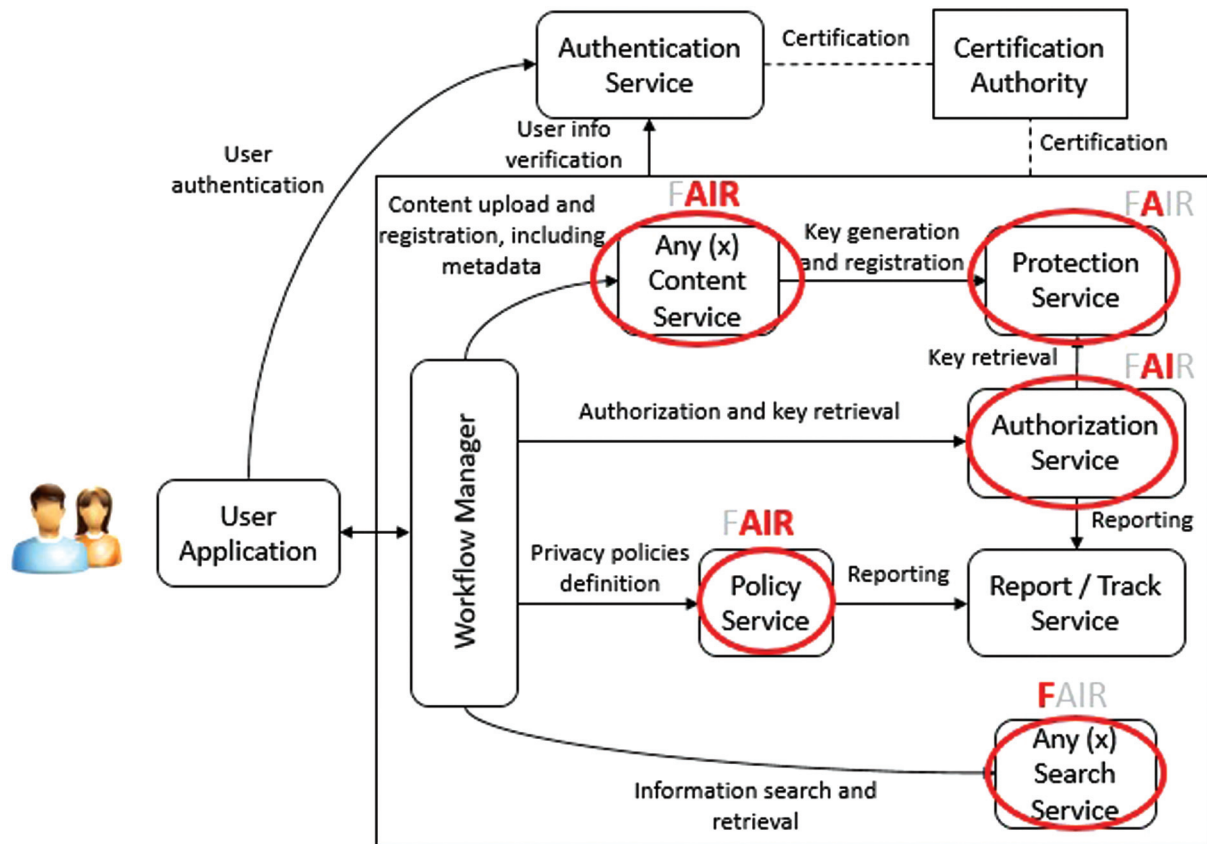 Authentication
Service
Certification
Certification
Authority
User info
verification
Certification
User
authentication
Content upload and
registration, including
metadata
FAIR
Any (x)
Content
Service
Key generation
and registration
FAIR
Protection
Service
Key retrieval
FAIR
Authorization and key retrieval
Authorization
Service
Workflow Manager
User
Application
Reporting
Privacy policies
definition
FAIR
Policy
Service
Reporting
Report / Track
Service
FAIR
Any (x)
Search
Service
Information search and
retrieval